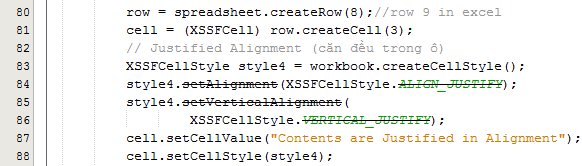 80 row = spreadsheet.createRow(8);//row 9 in excel
81 cell = (XSSFCell) row.createCell(3);
82 // Justified Alignment (căn đều trong ô)
83 XSSFCellStyle style4 = workbook.createCellStyle();
84 style4.setAlignment(XSSFCellStyle.ALIGN_JUSTIFY);
85 style4.setVerticalAlignment(
86 XSSFCellStyle.VERTICAL_JUSTIFY);
87 cell.setCellValue("Contents are Justified in Alignment");
88 cell.setCellStyle(style4);